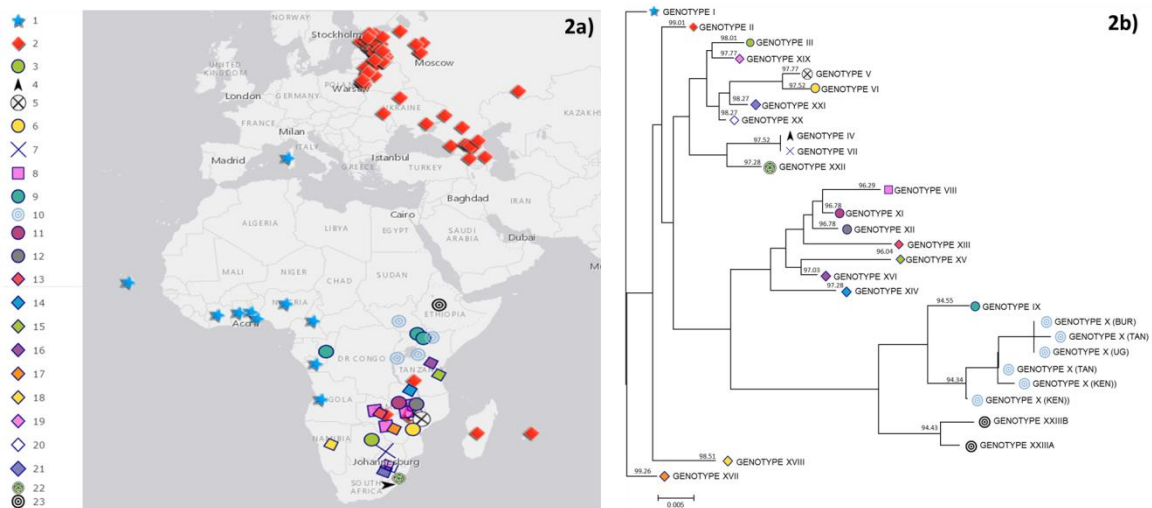 2a)
1
2
3
4
5
6
7
8
9
10
11
12
13
14
15
16
17
18
19
20
21
22
23
NORWAY
Stockholm
Moscow
UNITED
KINGDOM
London
GERMANY
Warsaw
UKRAINE
KAZAKHS
FRANCE
Milan
ITALY
Madrid
Istanbul
GREECE
TURKEY
Baghdad
IRAN
Cairo
ALGERIA
LIBYA
EGYPT
SAUDI
ARABIA
Dubai
MALI
NIGER
CHAD
SUDAN
Accra
ETHIOPIA
DR CONGO
TANZANIA
ANGOLA
NAMIBIA
Johannesburg
SOUTH
AFRICA
2b)
GENOTYPE I
99.01
GENOTYPE II
98.01
GENOTYPE III
97.77
GENOTYPE XIX
97.77
GENOTYPE V
97.52
GENOTYPE VI
98.27
GENOTYPE XXI
98.27
GENOTYPE XX
97.52
GENOTYPE IV
GENOTYPE VII
97.28
GENOTYPE XXII
96.29
GENOTYPE VIII
96.78
GENOTYPE XI
96.78
GENOTYPE XII
GENOTYPE XIII
96.04
GENOTYPE XV
97.03
GENOTYPE XVI
97.28
GENOTYPE XIV
94.55
GENOTYPE IX
GENOTYPE X (BUR)
GENOTYPE X (TAN)
GENOTYPE X (UG)
GENOTYPE X (TAN)
94.34
GENOTYPE X (KEN))
GENOTYPE X (KEN))
94.43
GENOTYPE XXIIIB
GENOTYPE XXIIIA
98.51
GENOTYPE XVIII
99.26
GENOTYPE XVII
0.005